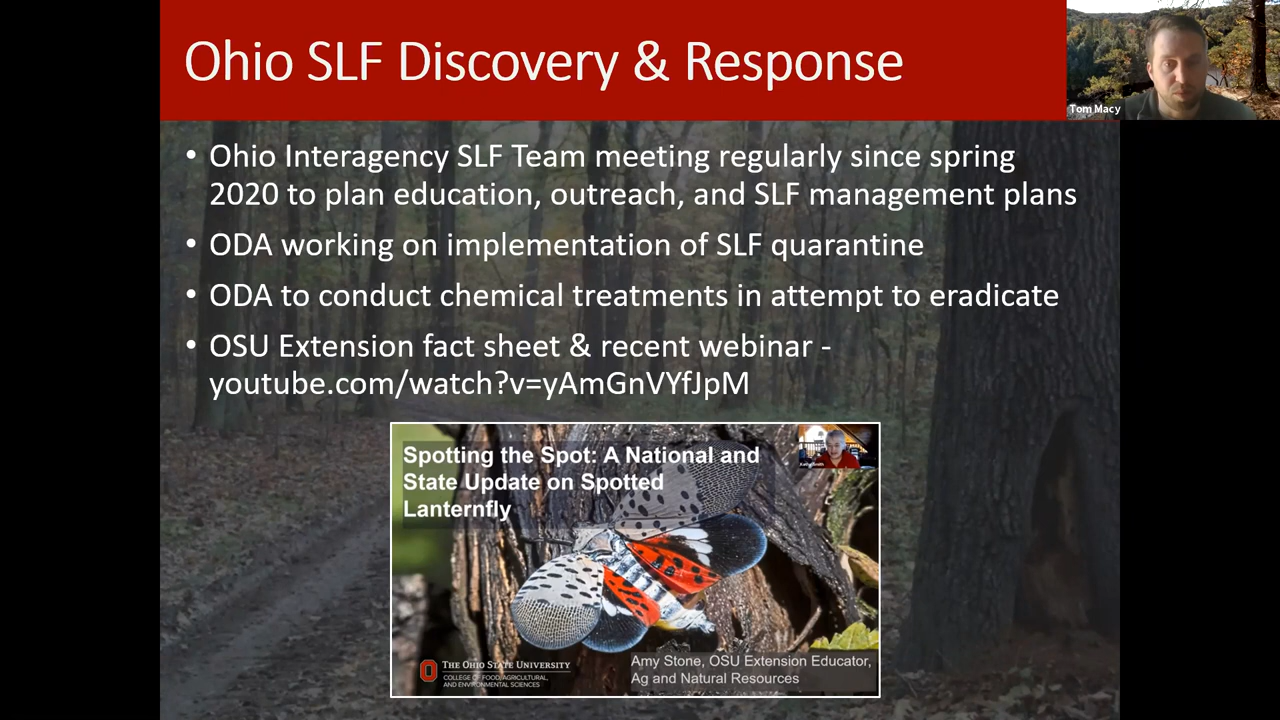 Ohio SLF Discovery & Response
Tom Macy
• Ohio Interagency SLF Team meeting regularly since spring
2020 to plan education, outreach, and SLF management plans
• ODA working on implementation of SLF quarantine
• ODA to conduct chemical treatments in attempt to eradicate
• OSU Extension fact sheet & recent webinar -
youtube.com/watch?v=yAmGnVYfJpM
Spotting the Spot: A National and
State Update on Spotted
Lanternfly
THE OHIO STATE UNIVERSITY
COLLEGE OF FOOD, AGRICULTURAL,
AND ENVIRONMENTAL SCIENCES
Amy Stone, OSU Extension Educator,
Ag and Natural Resources